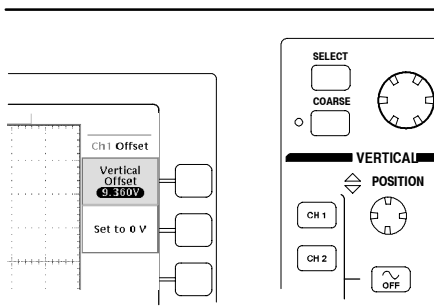 SELECT
COARSE
VERTICAL
POSITION
Ch1 Offset
Vertical
Offset
9.360V
Set to 0 V
CH 1
CH 2
OFF